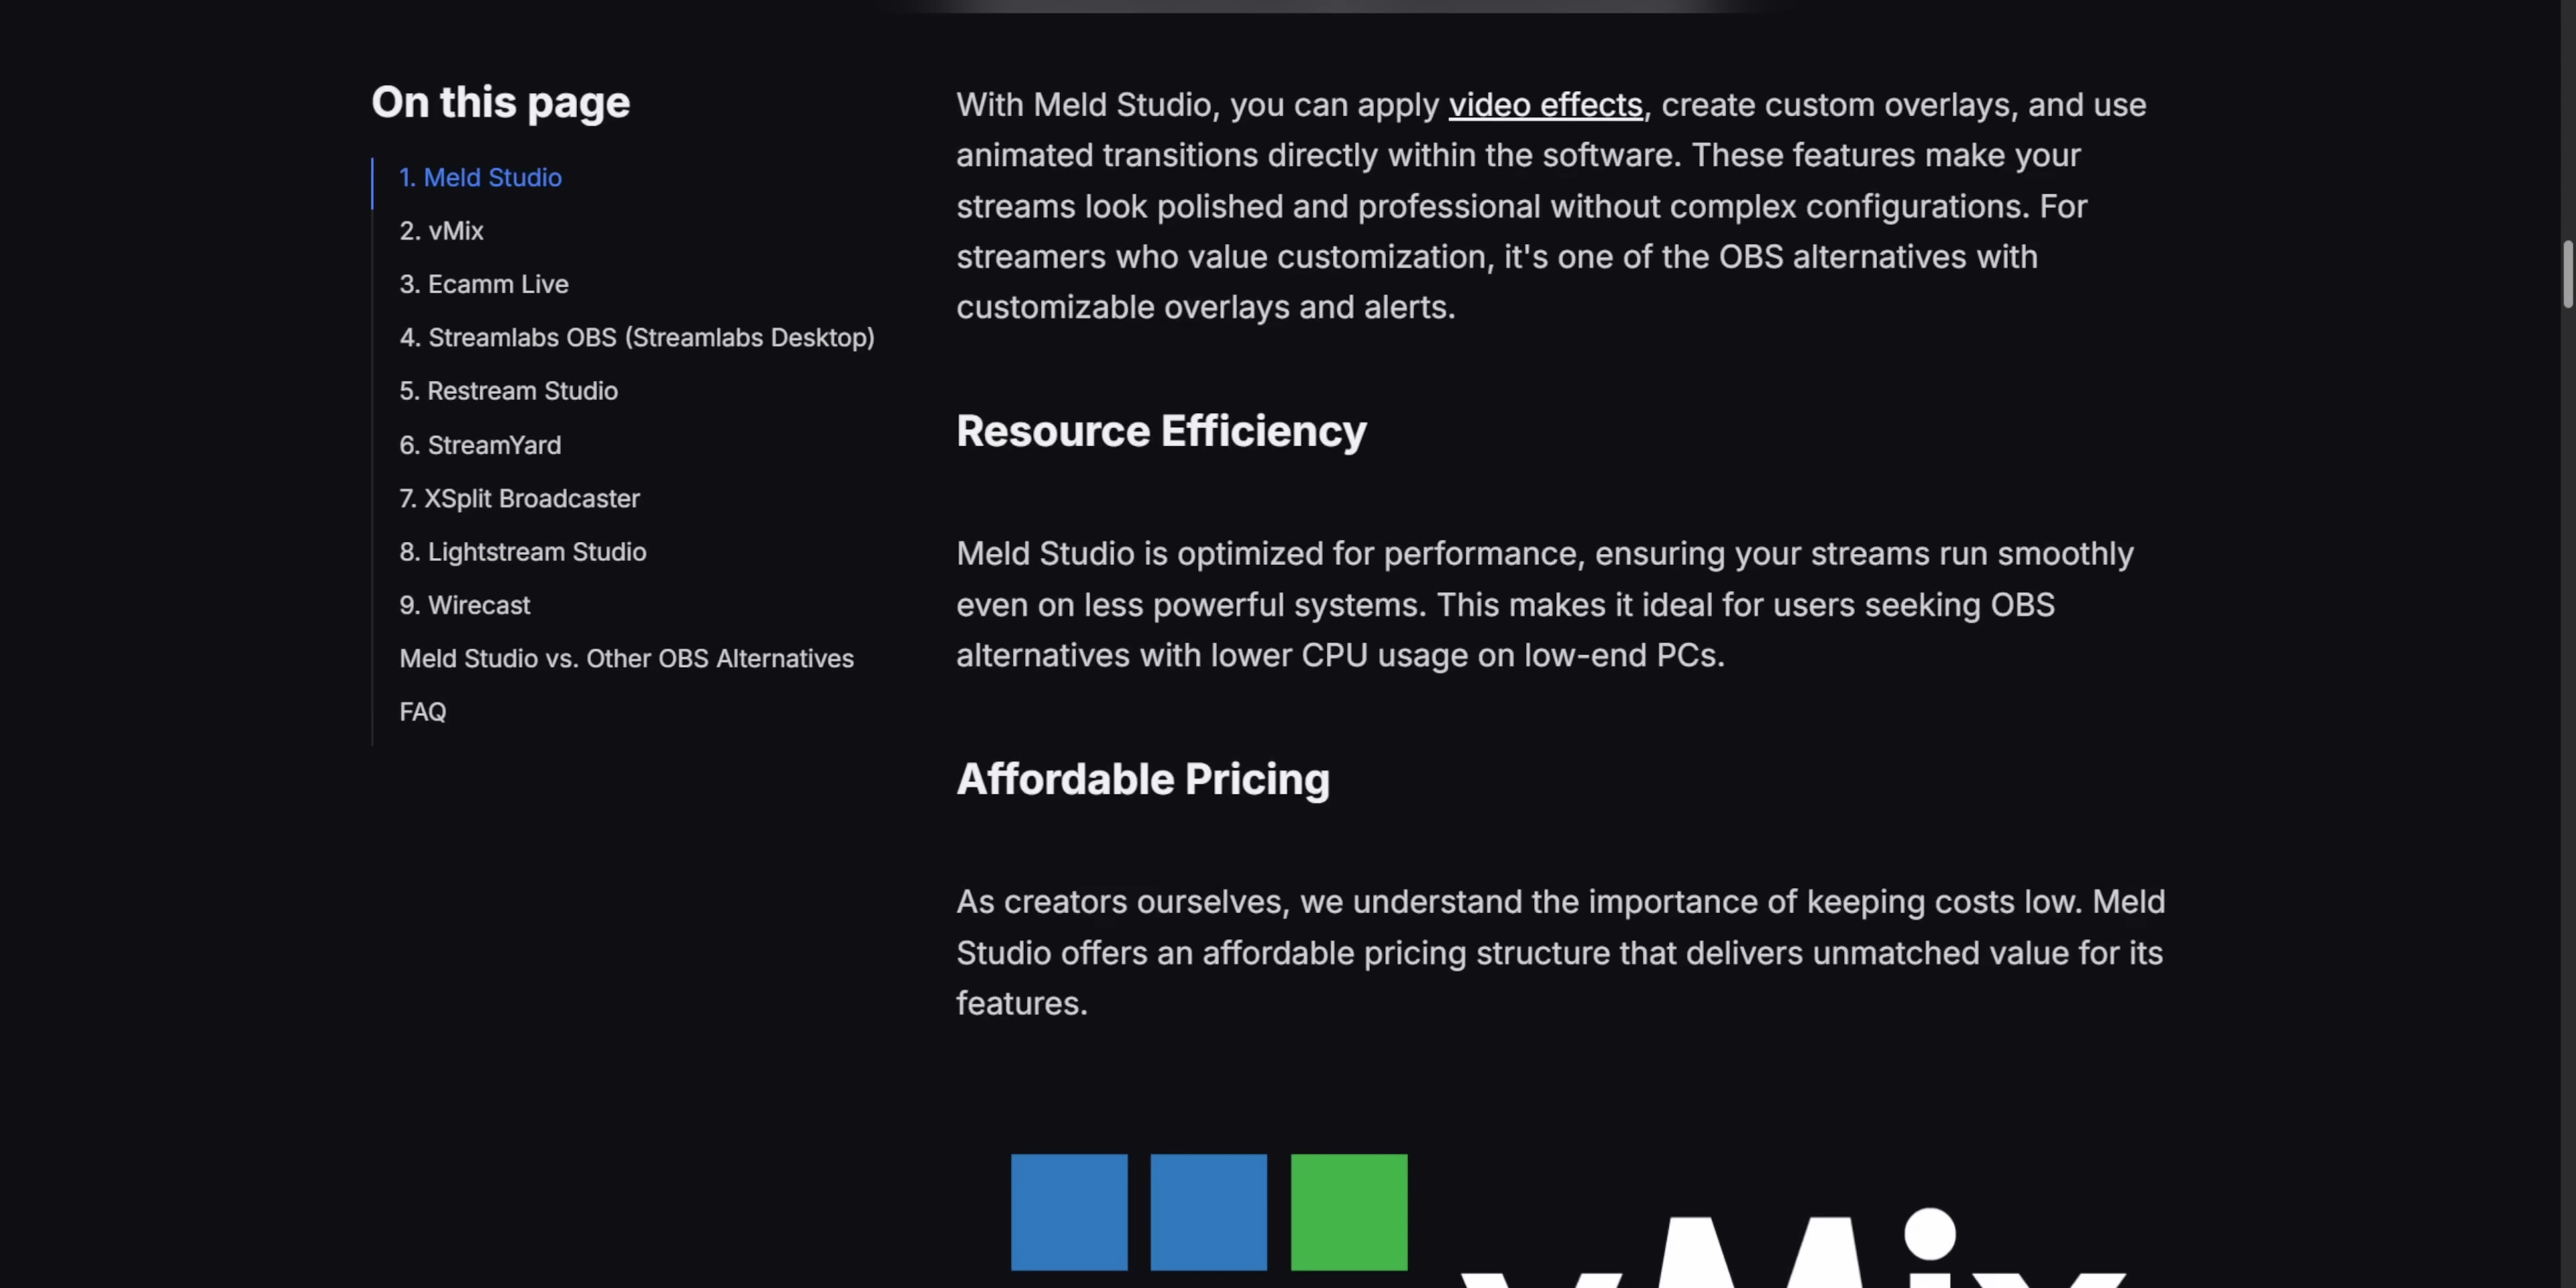 On this page
1. Meld Studio
2. vMix
3. Ecamm Live
4. Streamlabs OBS (Streamlabs Desktop)
5. Restream Studio
6. StreamYard
7. XSplit Broadcaster
8. Lightstream Studio
9. Wirecast
Meld Studio vs. Other OBS Alternatives
FAQ
With Meld Studio, you can apply video effects, create custom overlays, and use
animated transitions directly within the software. These features make your
streams look polished and professional without complex configurations. For
streamers who value customization, it's one of the OBS alternatives with
customizable overlays and alerts.
Resource Efficiency
Meld Studio is optimized for performance, ensuring your streams run smoothly
even on less powerful systems. This makes it ideal for users seeking OBS
alternatives with lower CPU usage on low-end PCs.
Affordable Pricing
As creators ourselves, we understand the importance of keeping costs low. Meld
Studio offers an affordable pricing structure that delivers unmatched value for its
features.
vMix